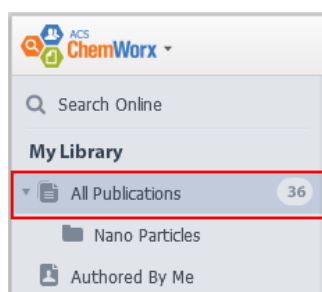 ACS
ChemWorx
Search Online
My Library
All Publications 36
Nano Particles
Authored By Me